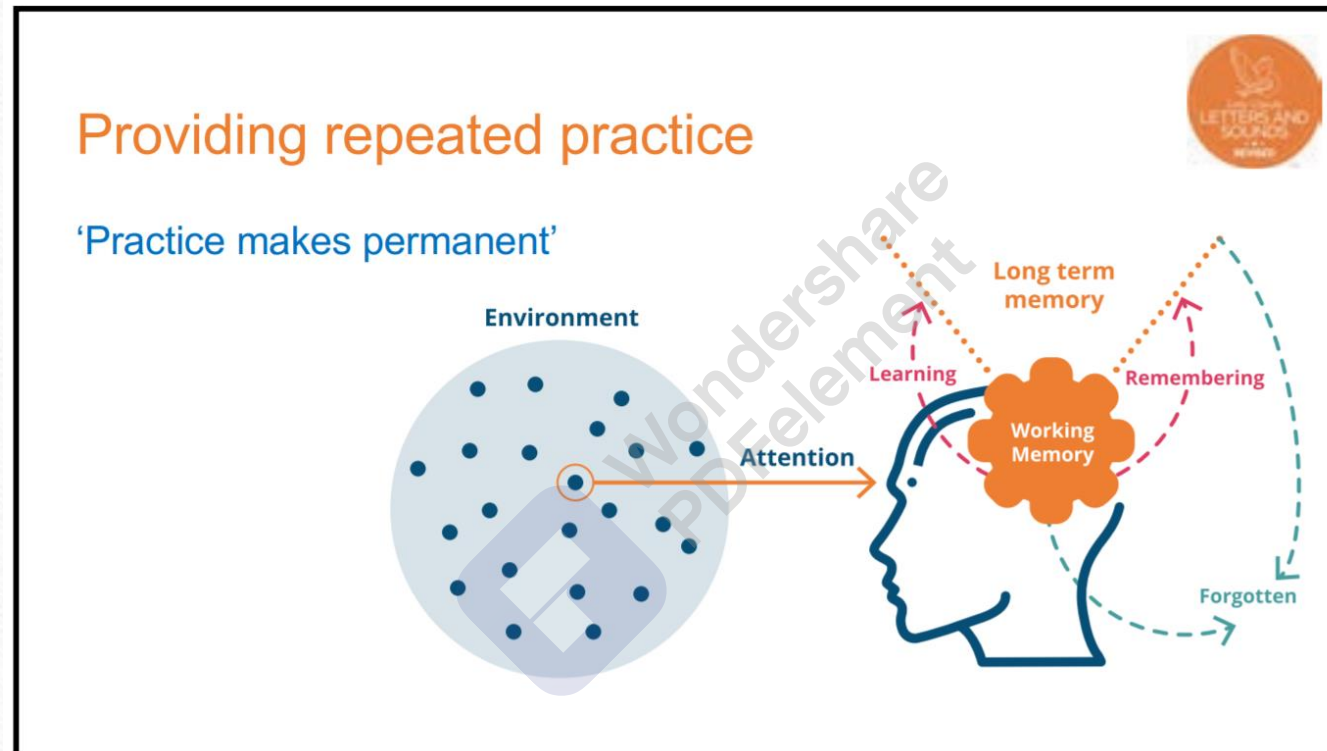 Providing repeated practice
LETTERS AND
SOUNDS
REVISED
‘Practice makes permanent’
Environment
Attention
Long term
memory
Learning
Remembering
Working
Memory
Forgotten
Wondershare
PDFelement